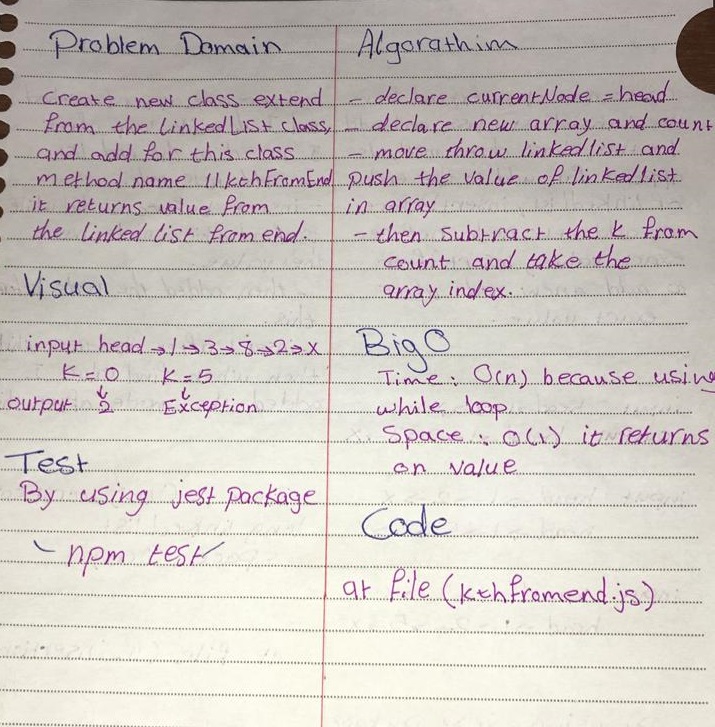 Problem Domain
Create new class extend
from the linkedlist class,
and add for this class
method name llkthFromEnd
it returns value from
the linked list from end.
Visual
input head → 1 → 3 → 8 → 2 → x
K = 0 K = 5
↓ ↓
output 2 Exception
Test
By using jest package
- npm test
Algorathim
- declare currentNode = head
- declare new array and count
- move throw linkedlist and
push the value of linkedlist
in array
- then subtract the k from
count and take the
array index.
Big O
Time : O(n) because using
while loop
Space : O(1) it returns
on value
Code
at file (kthfromend.js)